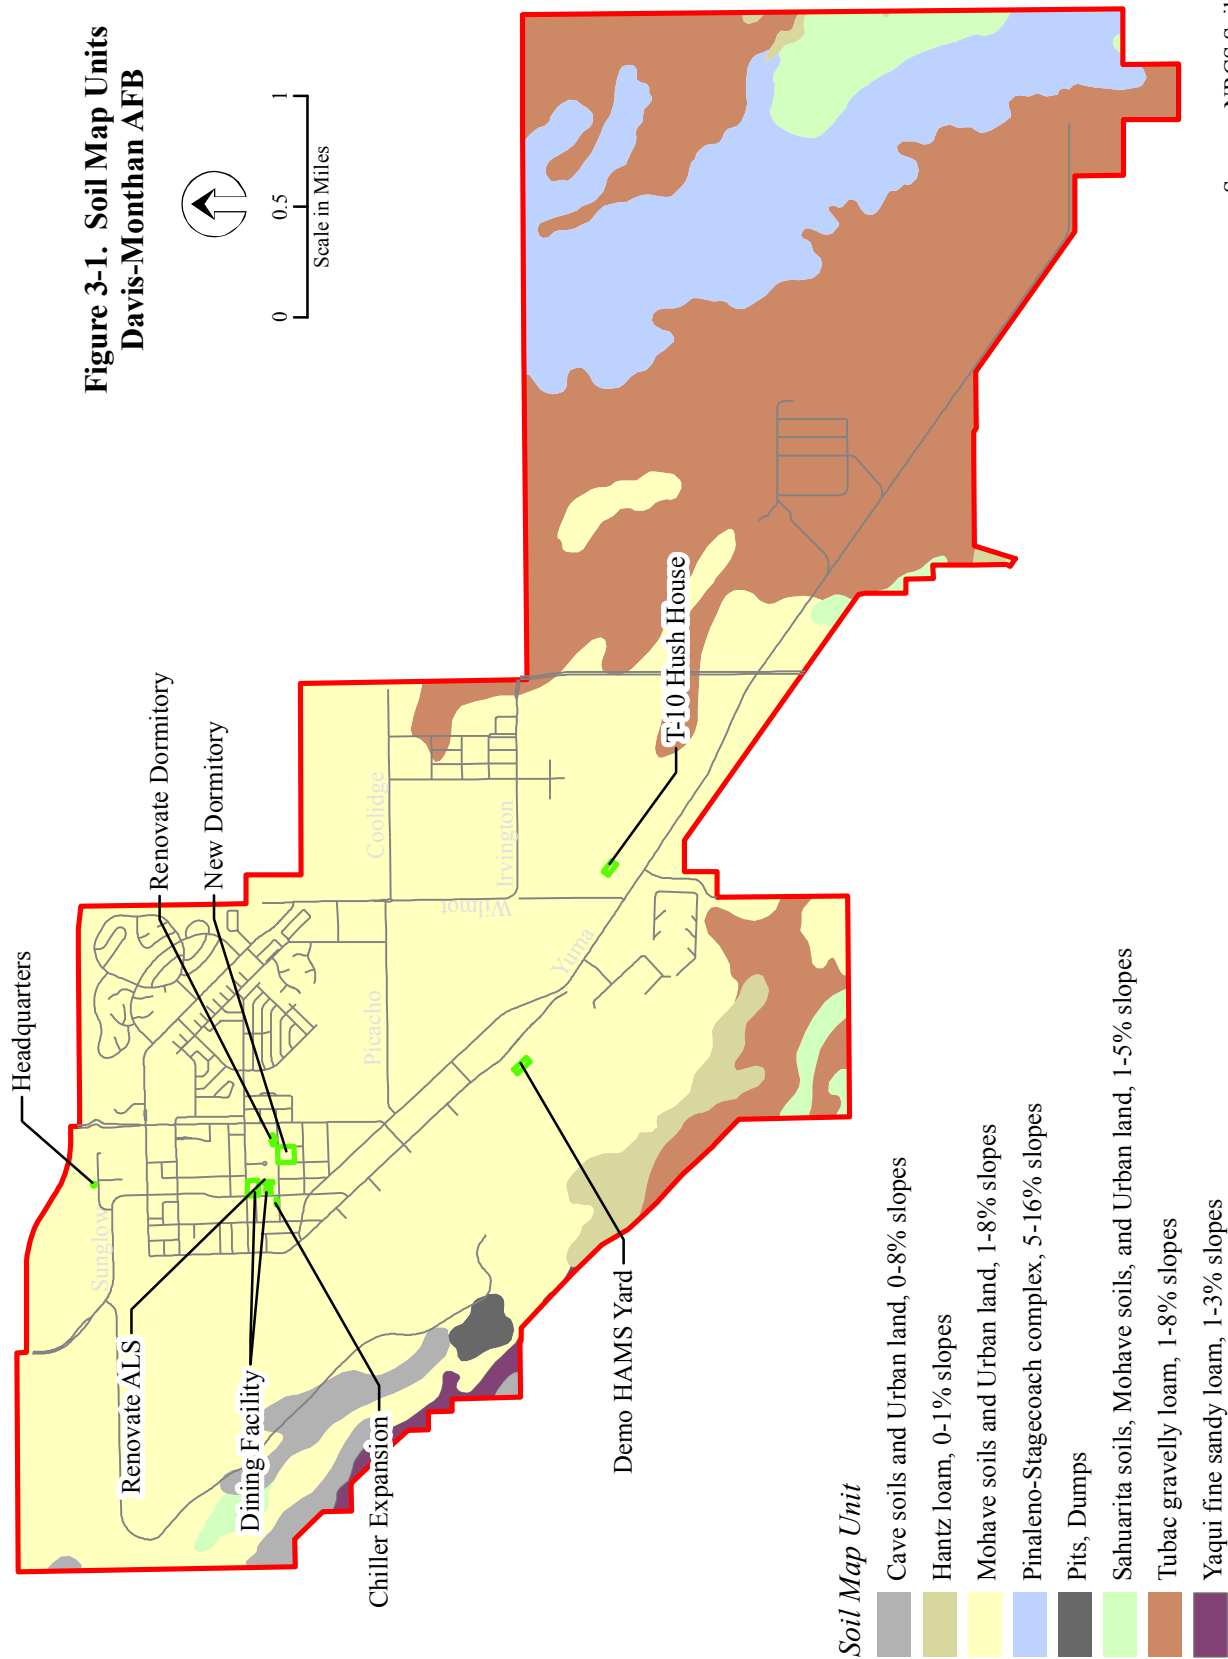 Figure 3-1. Soil Map Units
Davis-Monthan AFB
0 0.5 1
Scale in Miles
Headquarters
Renovate Dormitory
New Dormitory
Sunglow
Coolidge
Irvington
Wilmot
Picacho
Yuma
T-10 Hush House
Renovate ALS
Dining Facility
Chiller Expansion
Demo HAMS Yard
Soil Map Unit
Cave soils and Urban land, 0-8% slopes
Hantz loam, 0-1% slopes
Mohave soils and Urban land, 1-8% slopes
Pinaleno-Stagecoach complex, 5-16% slopes
Pits, Dumps
Sahuarita soils, Mohave soils, and Urban land, 1-5% slopes
Tubac gravelly loam, 1-8% slopes
Yaqui fine sandy loam, 1-3% slopes